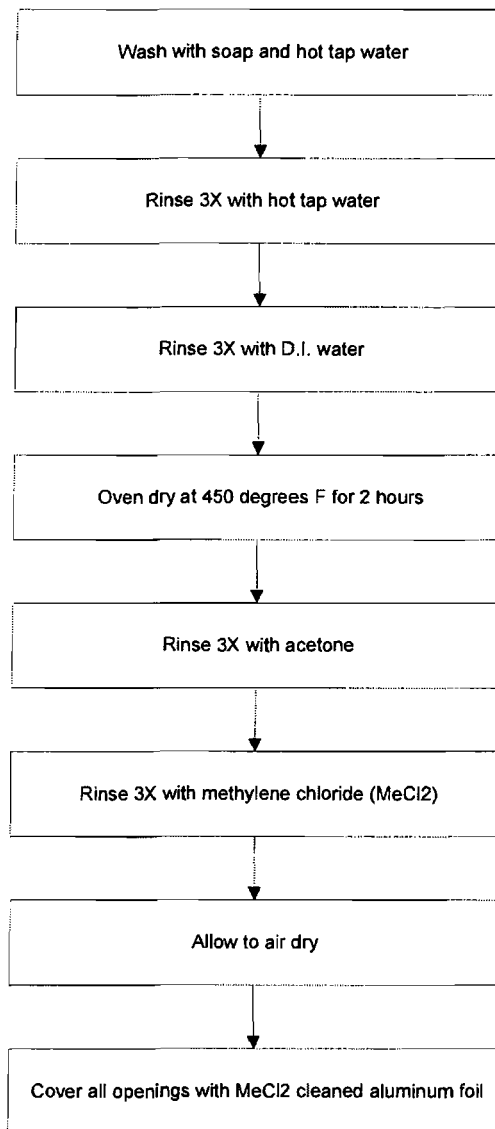 Wash with soap and hot tap water
Rinse 3X with hot tap water
Rinse 3X with D.I. water
Oven dry at 450 degrees F for 2 hours
Rinse 3X with acetone
Rinse 3X with methylene chloride (MeCl2)
Allow to air dry
Cover all openings with MeCl2 cleaned aluminum foil